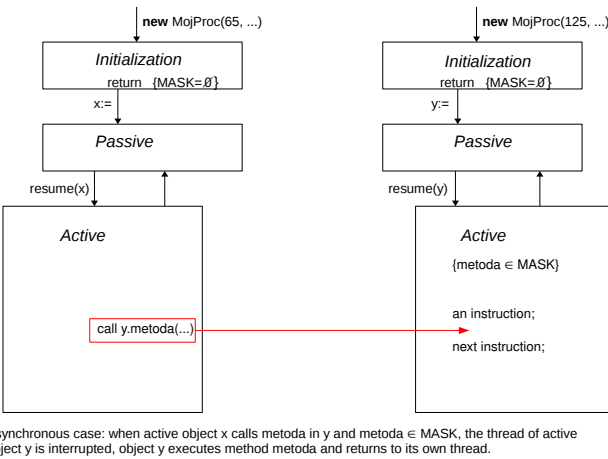 new MojProc(65, ...)
new MojProc(125, ...)
Initialization
return {MASK=Ø}
Initialization
return {MASK=Ø}
x:=
y:=
Passive
Passive
resume(x)
resume(y)
Active
Active
{metoda ∈ MASK}
an instruction;
call y.metoda(...)
next instruction;
synchronous case: when active object x calls metoda in y and metoda ∈ MASK, the thread of active
ject y is interrupted, object y executes method metoda and returns to its own thread.